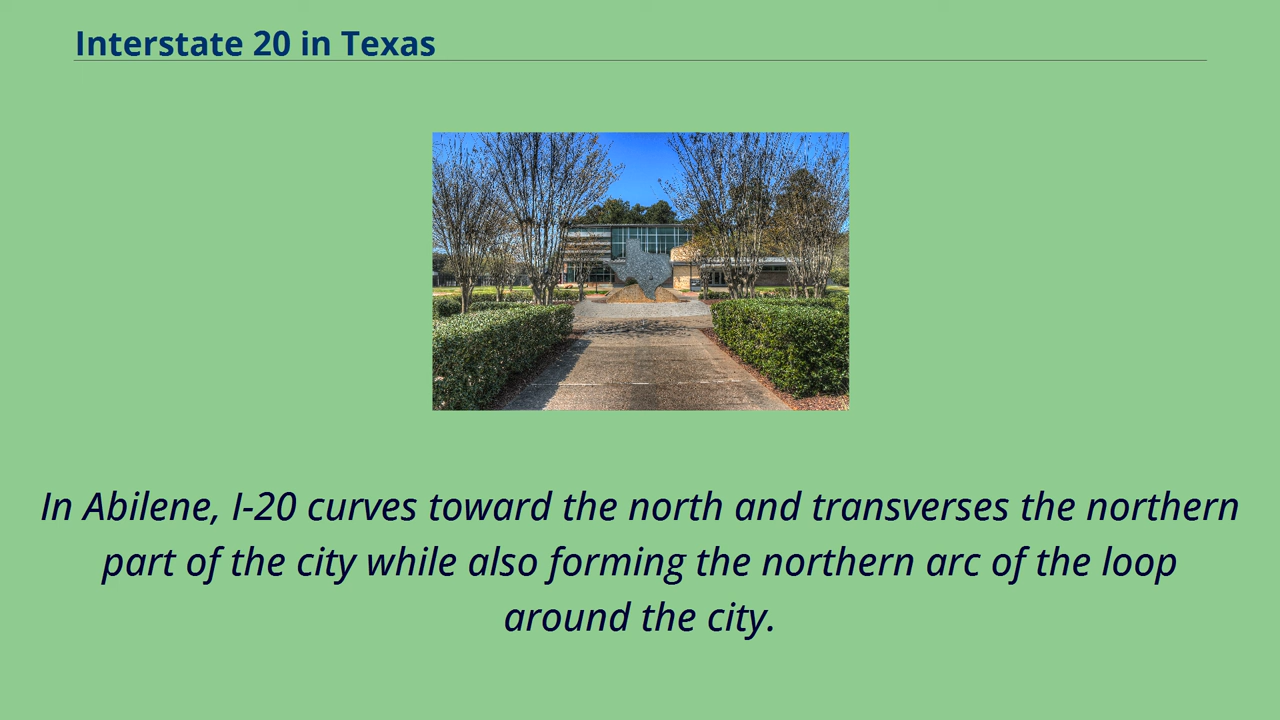 Interstate 20 in Texas
In Abilene, I-20 curves toward the north and transverses the northern
part of the city while also forming the northern arc of the loop
around the city.